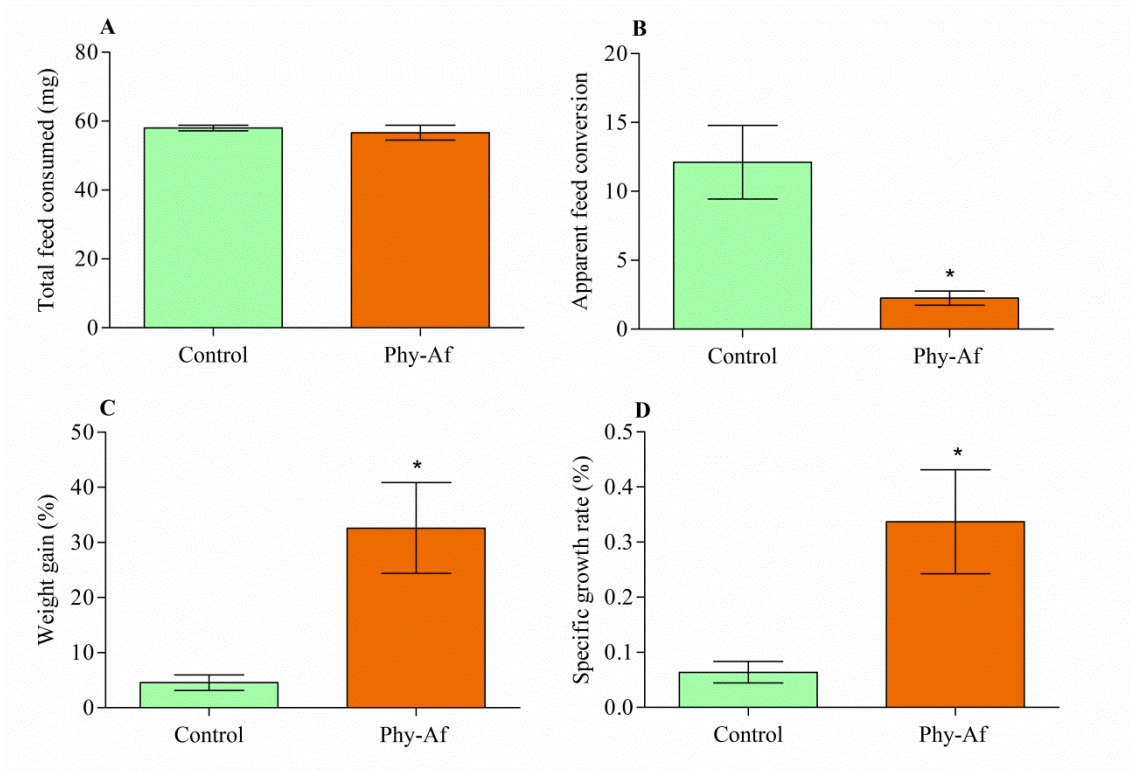 A
Total feed consumed (mg)
80
60
40
20
0
Control
Phy-Af
B
Apparent feed conversion
20
15
10
5
0
*
Control
Phy-Af
C
Weight gain (%)
50
40
30
20
10
0
*
Control
Phy-Af
D
Specific growth rate (%)
0.5
0.4
0.3
0.2
0.1
0.0
*
Control
Phy-Af